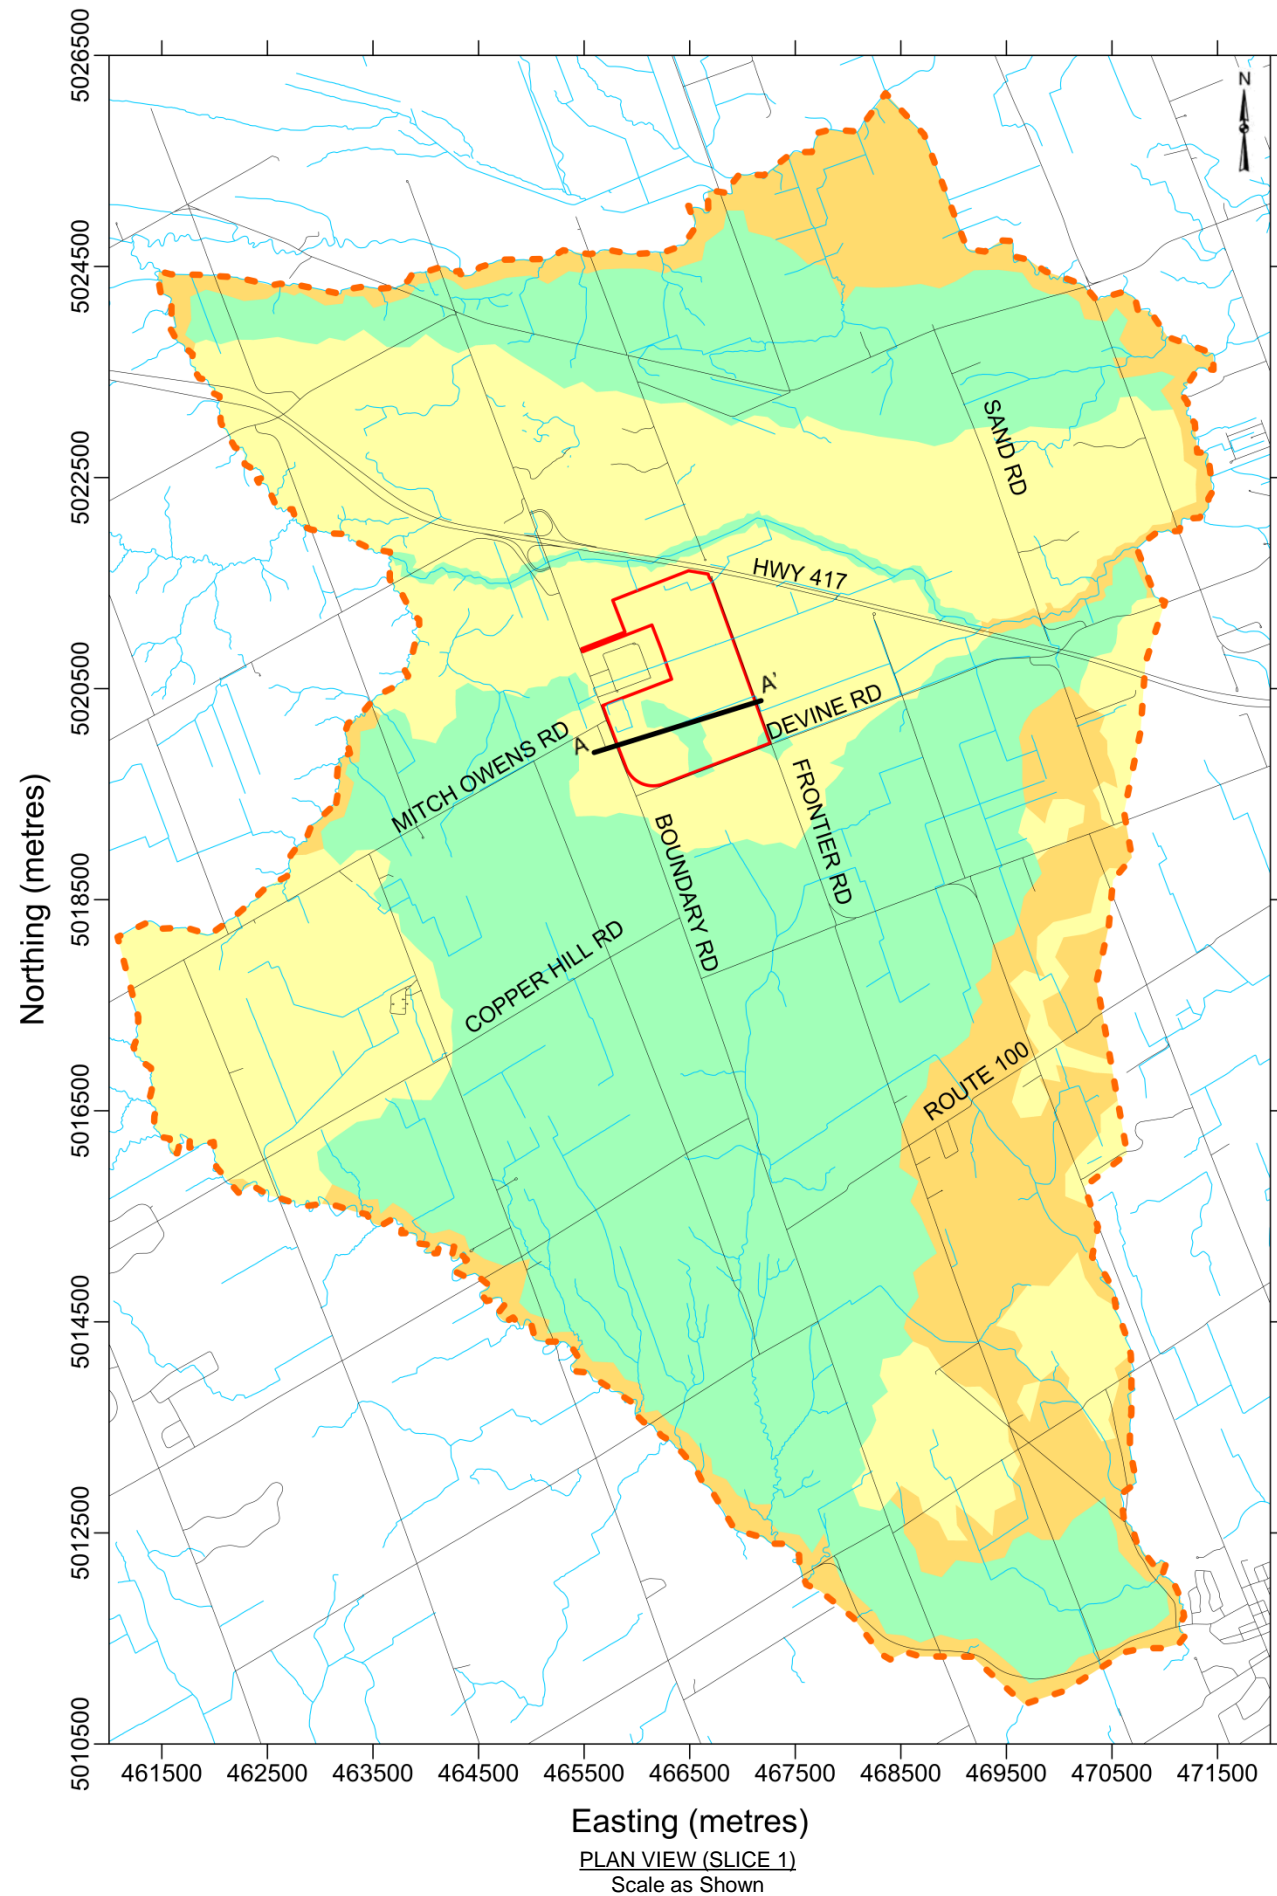 N
5026500
5024500
5022500
5020500
5018500
5016500
5014500
5012500
5010500
Northing (metres)
SAND RD
HWY 417
A'
A
DEVINE RD
MITCH OWENS RD
FRONTIER RD
BOUNDARY RD
COPPER HILL RD
ROUTE 100
461500 462500 463500 464500 465500 466500 467500 468500 469500 470500 471500
Easting (metres)
PLAN VIEW (SLICE 1)
Scale as Shown